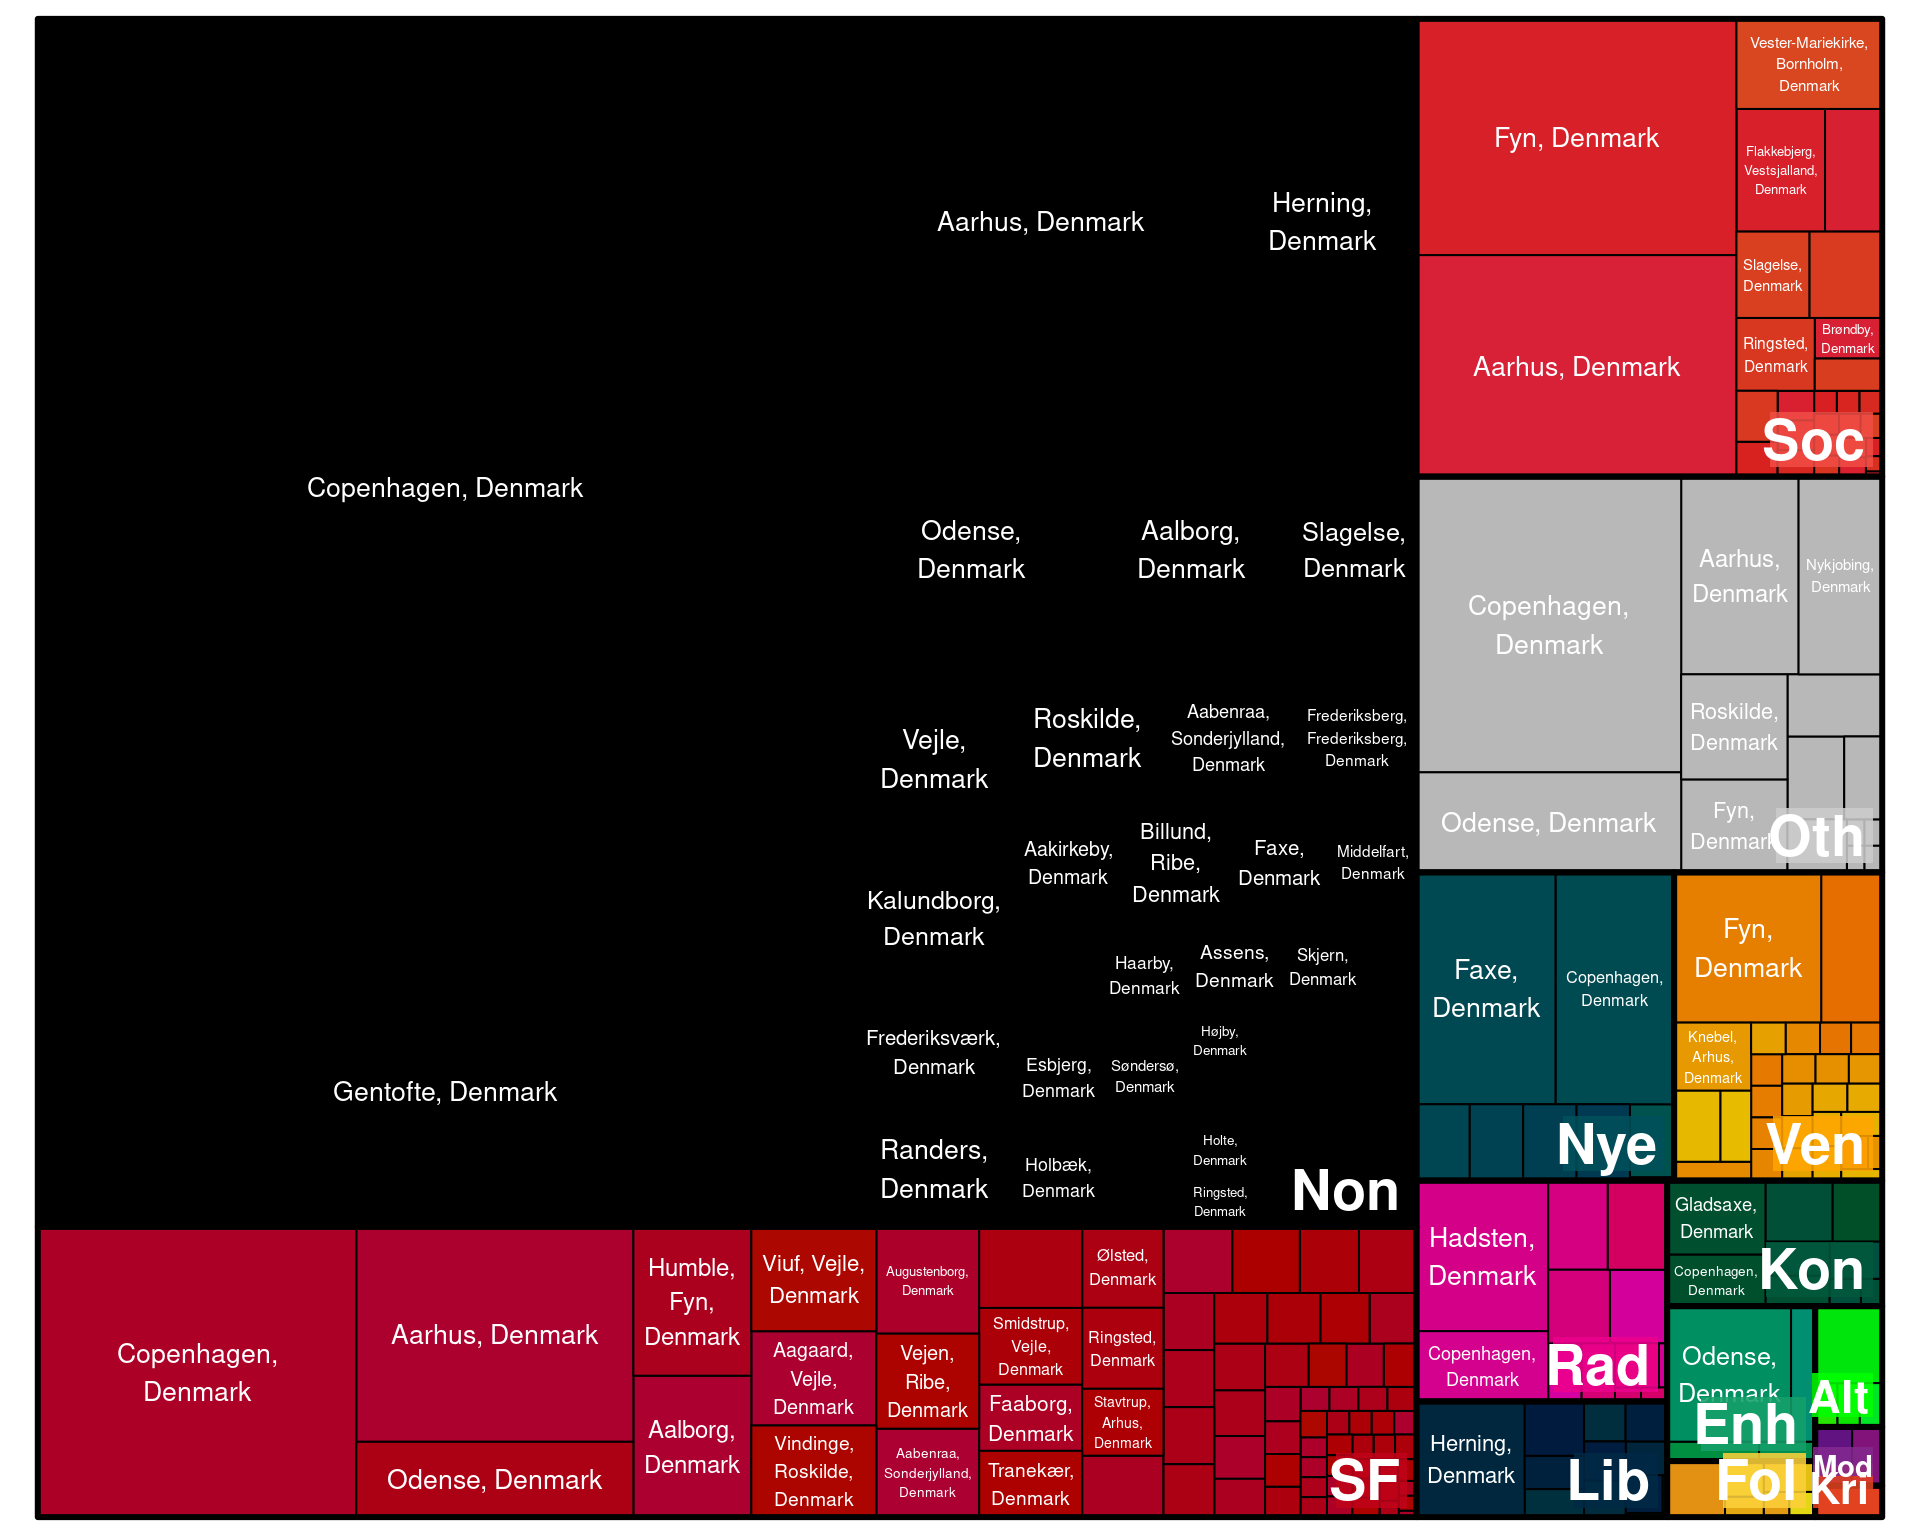 Copenhagen, Denmark
Aarhus, Denmark
Herning,
Denmark
Odense,
Denmark
Aalborg,
Denmark
Slagelse,
Denmark
Vejle,
Denmark
Roskilde,
Denmark
Aabenraa,
Sonderjylland,
Denmark
Frederiksberg,
Frederiksberg,
Denmark
Kalundborg,
Denmark
Aakirkeby,
Denmark
Billund,
Ribe,
Denmark
Faxe,
Denmark
Middelfart,
Denmark
Haarby,
Denmark
Assens,
Denmark
Skjern,
Denmark
Gentofte, Denmark
Frederiksværk,
Denmark
Esbjerg,
Denmark
Søndersø,
Denmark
Højby,
Denmark
Randers,
Denmark
Holbæk,
Denmark
Holte,
Denmark
Ringsted,
Denmark
Non
Copenhagen,
Denmark
Aarhus, Denmark
Odense, Denmark
Humble,
Fyn,
Denmark
Aalborg,
Denmark
Viuf, Vejle,
Denmark
Aagaard,
Vejle,
Denmark
Vindinge,
Roskilde,
Denmark
Augustenborg,
Denmark
Vejen,
Ribe,
Denmark
Aabenraa,
Sonderjylland,
Denmark
Smidstrup,
Vejle,
Denmark
Faaborg,
Denmark
Tranekær,
Denmark
Ølsted,
Denmark
Ringsted,
Denmark
Stavtrup,
Arhus,
Denmark
SF
Fyn, Denmark
Aarhus, Denmark
Vester-Mariekirke,
Bornholm,
Denmark
Flakkebjerg,
Vestsjalland,
Denmark
Slagelse,
Denmark
Ringsted,
Denmark
Brøndby,
Denmark
Soc
Copenhagen,
Denmark
Odense, Denmark
Aarhus,
Denmark
Nykjobing,
Denmark
Roskilde,
Denmark
Fyn,
Denmark
Oth
Faxe,
Denmark
Copenhagen,
Denmark
Nye
Fyn,
Denmark
Knebel,
Arhus,
Denmark
Ven
Hadsten,
Denmark
Copenhagen,
Denmark
Rad
Gladsaxe,
Denmark
Copenhagen,
Denmark
Kon
Herning,
Denmark
Lib
Odense,
Denmark
Enh
Alt
Fol
Mod
Kri